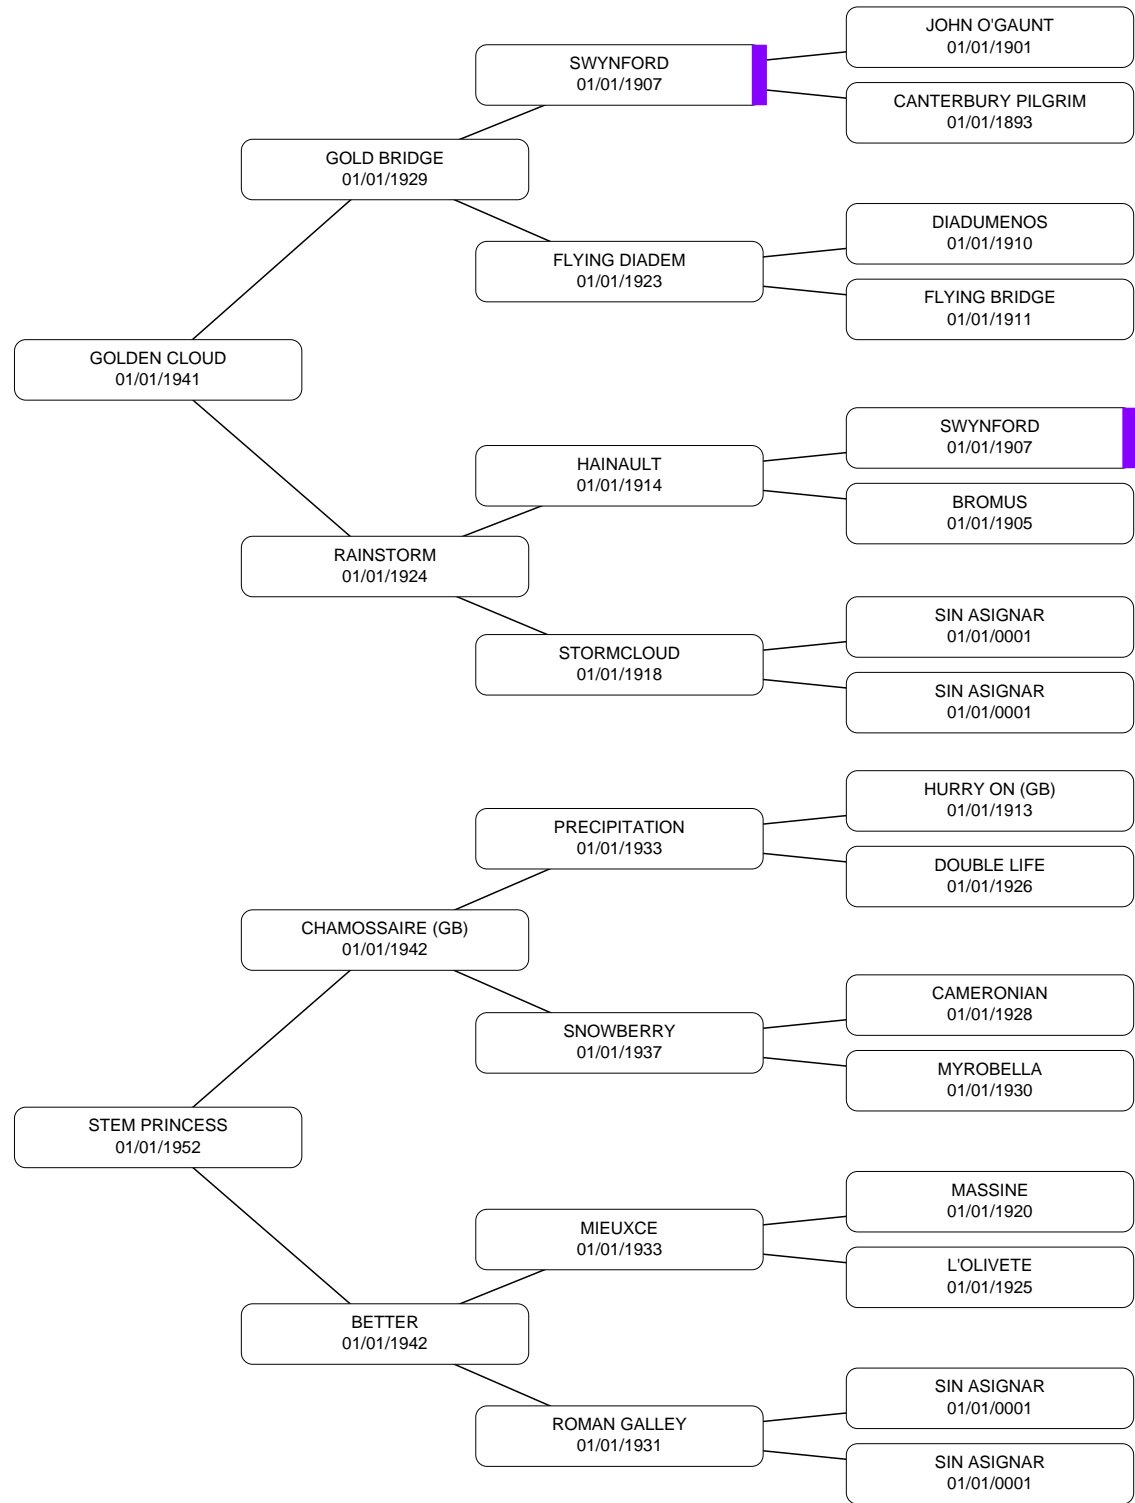 JOHN O'GAUNT
01/01/1901
SWYNFORD
01/01/1907
CANTERBURY PILGRIM
01/01/1893
GOLD BRIDGE
01/01/1929
DIADUMENOS
01/01/1910
FLYING DIADEM
01/01/1923
FLYING BRIDGE
01/01/1911
GOLDEN CLOUD
01/01/1941
SWYNFORD
01/01/1907
HAINAULT
01/01/1914
BROMUS
01/01/1905
RAINSTORM
01/01/1924
SIN ASIGNAR
01/01/0001
STORMCLOUD
01/01/1918
SIN ASIGNAR
01/01/0001
HURRY ON (GB)
01/01/1913
PRECIPITATION
01/01/1933
DOUBLE LIFE
01/01/1926
CHAMOSSAIRE (GB)
01/01/1942
CAMERONIAN
01/01/1928
SNOWBERRY
01/01/1937
MYROBELLA
01/01/1930
STEM PRINCESS
01/01/1952
MASSINE
01/01/1920
MIEUXCE
01/01/1933
L'OLIVETE
01/01/1925
BETTER
01/01/1942
SIN ASIGNAR
01/01/0001
ROMAN GALLEY
01/01/1931
SIN ASIGNAR
01/01/0001